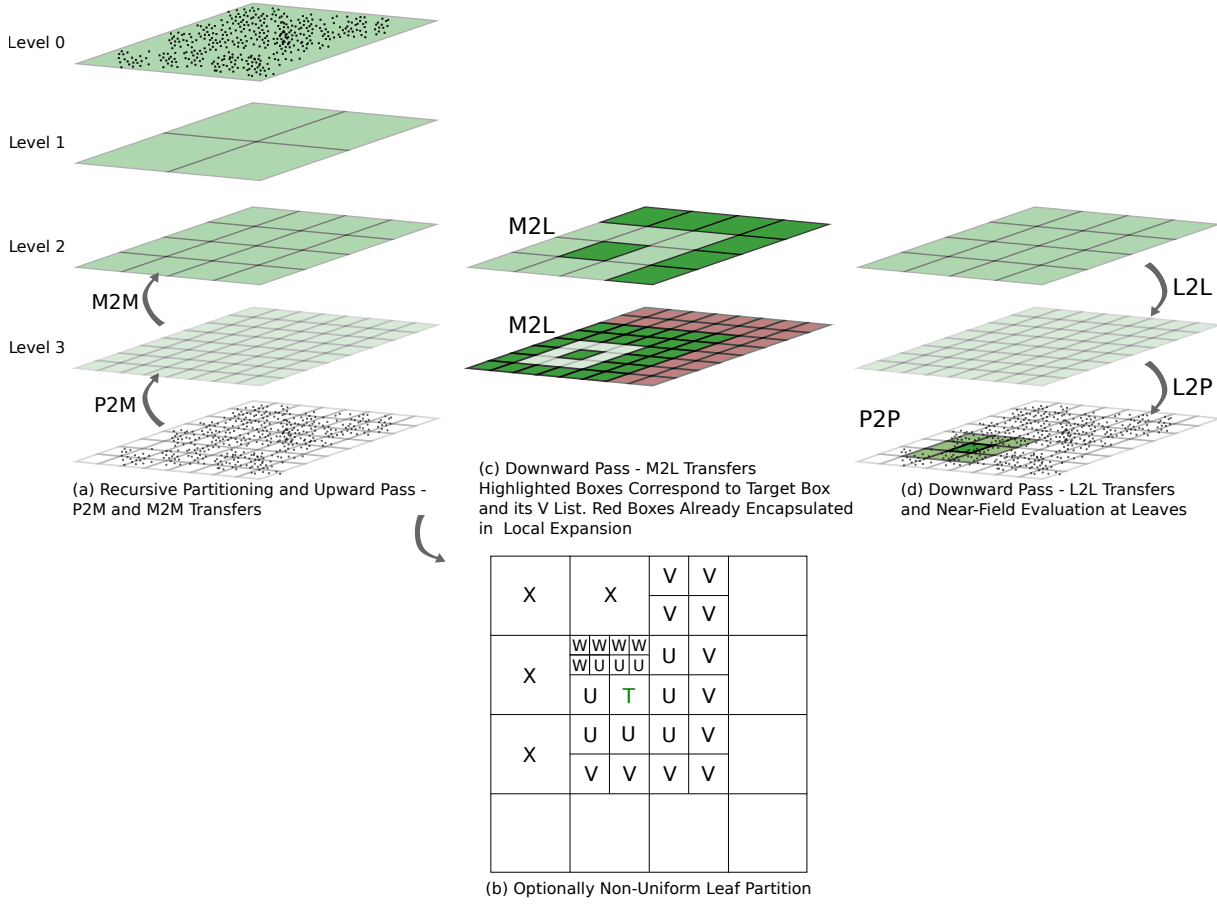 Level 0
Level 1
Level 2
Level 3
M2M
P2M
M2L
M2L
L2L
L2P
P2P
(a) Recursive Partitioning and Upward Pass -
P2M and M2M Transfers
(c) Downward Pass - M2L Transfers
Highlighted Boxes Correspond to Target Box
and its V List. Red Boxes Already Encapsulated
in Local Expansion
(d) Downward Pass - L2L Transfers
and Near-Field Evaluation at Leaves
X X V V
V V
W W W W
X U V
W U U U
U T U V
U U U V
X
V V V V
(b) Optionally Non-Uniform Leaf Partition